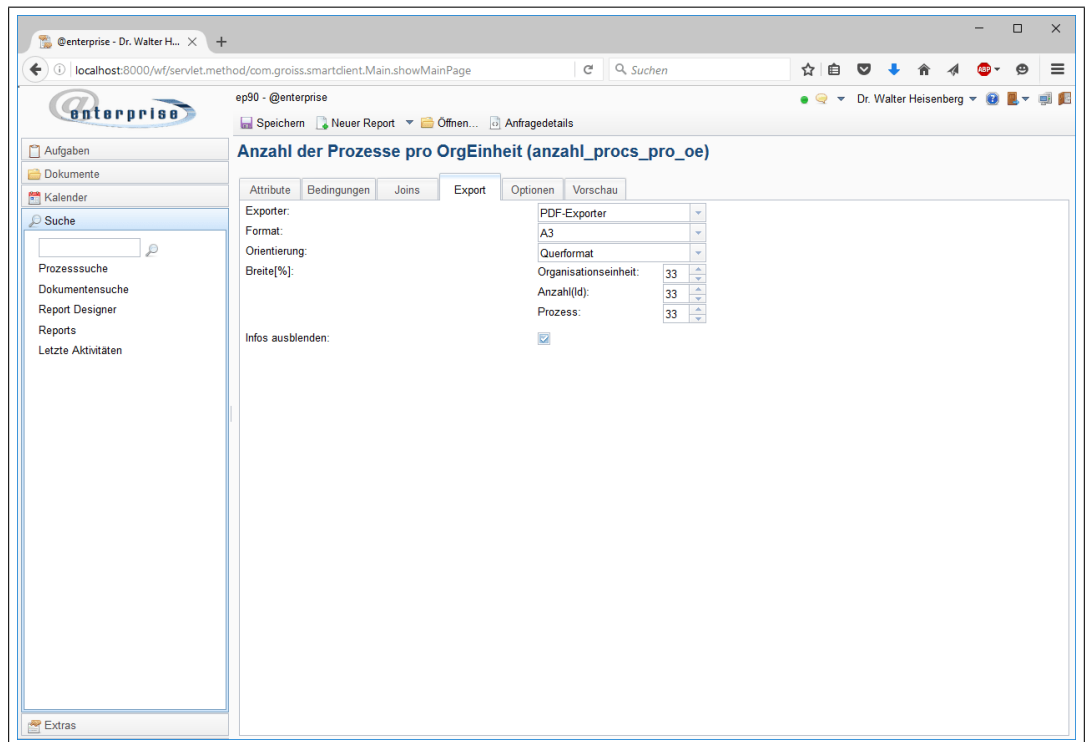 @enterprise - Dr. Walter H...
localhost:8000/wf/servlet.method/com.groiss.smartclient.Main.showMainPage
Suchen
ABP
@enterprise
ep90 - @enterprise
Dr. Walter Heisenberg
Speichern Neuer Report Öffnen... Anfragedetails
Aufgaben
Dokumente
Kalender
Suche
Prozesssuche
Dokumentensuche
Report Designer
Reports
Letzte Aktivitäten
Extras
Anzahl der Prozesse pro OrgEinheit (anzahl_procs_pro_oe)
Attribute Bedingungen Joins Export Optionen Vorschau
Exporter: PDF-Exporter
Format: A3
Orientierung: Querformat
Breite[%]: Organisationseinheit: 33
Anzahl(Id): 33
Prozess: 33
Infos ausblenden: